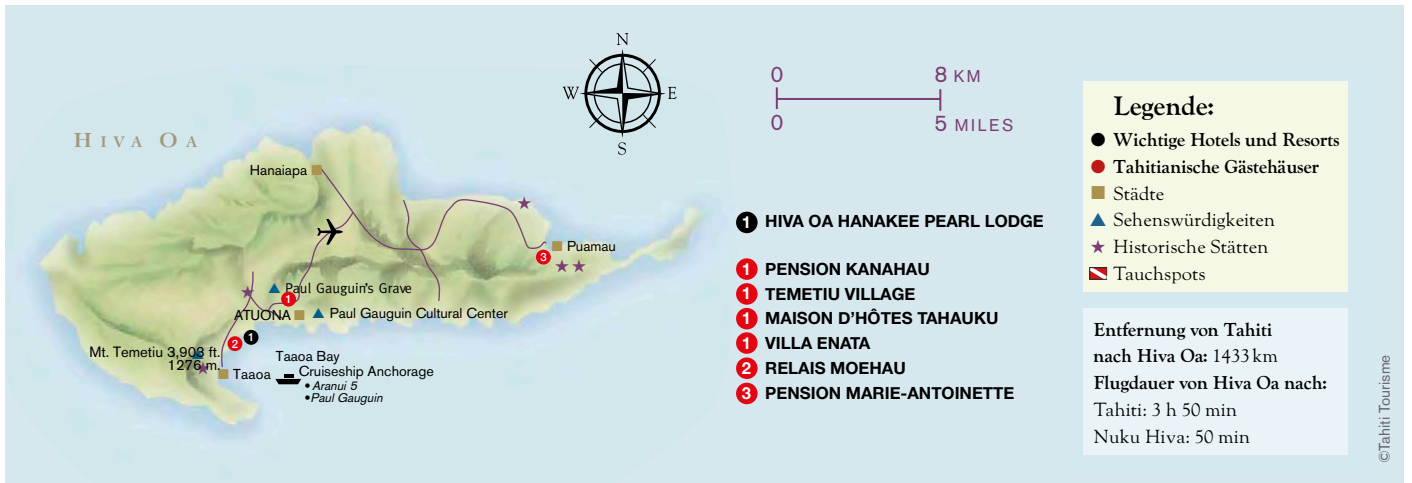 HIVA OA
N
W
E
S
0
8 KM
0
5 MILES
Hanaiapa
Puamau
3
Paul Gauguin's Grave
1
ATUONA
Paul Gauguin Cultural Center
2
1
Mt. Temetiu 3,903 ft.
1276 m.
Taaoa
Taaoa Bay
Cruiseship Anchorage
• Aranui 5
• Paul Gauguin
1 HIVA OA HANAKEE PEARL LODGE
1 PENSION KANAHAU
1 TEMETIU VILLAGE
1 MAISON D'HÔTES TAHAUKU
1 VILLA ENATA
2 RELAIS MOEHAU
3 PENSION MARIE-ANTOINETTE
Legende:
Wichtige Hotels und Resorts
Tahitianische Gästehäuser
Städte
Sehenswürdigkeiten
Historische Stätten
Tauchspots
Entfernung von Tahiti
nach Hiva Oa: 1433 km
Flugdauer von Hiva Oa nach:
Tahiti: 3 h 50 min
Nuku Hiva: 50 min
©Tahiti Tourisme